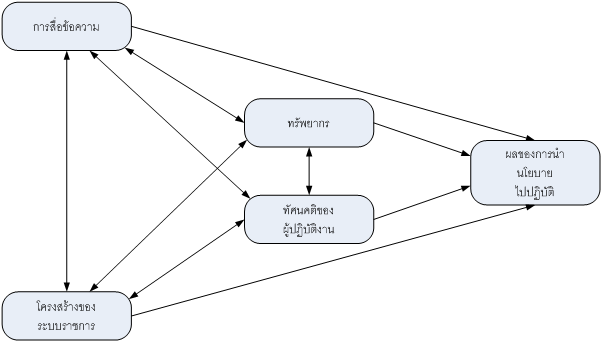 การสื่อข้อความ
ทรัพยากร
ผลของการนำ
นโยบาย
ไปปฏิบัติ
ทัศนคติของ
ผู้ปฏิบัติงาน
โครงสร้างของ
ระบบราชการ